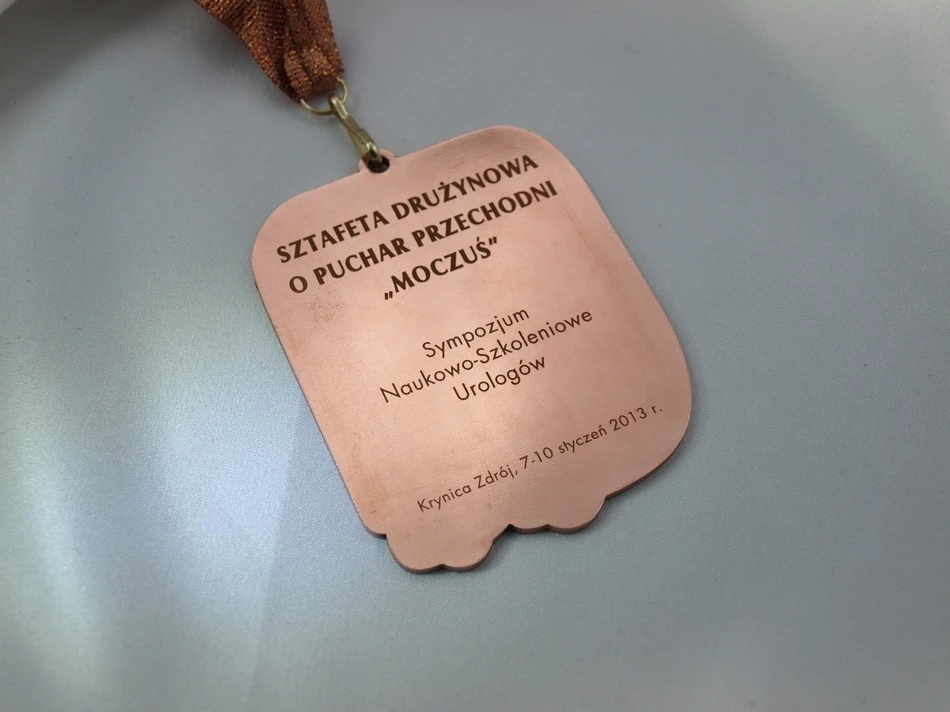 SZTAFETA DRUŻYNOWA
O PUCHAR PRZECHODNI
„MOCZUŚ”
Sympozjum
Naukowo-Szkoleniowe
Urologów
Krynica Zdrój, 7-10 styczeń 2013 r.